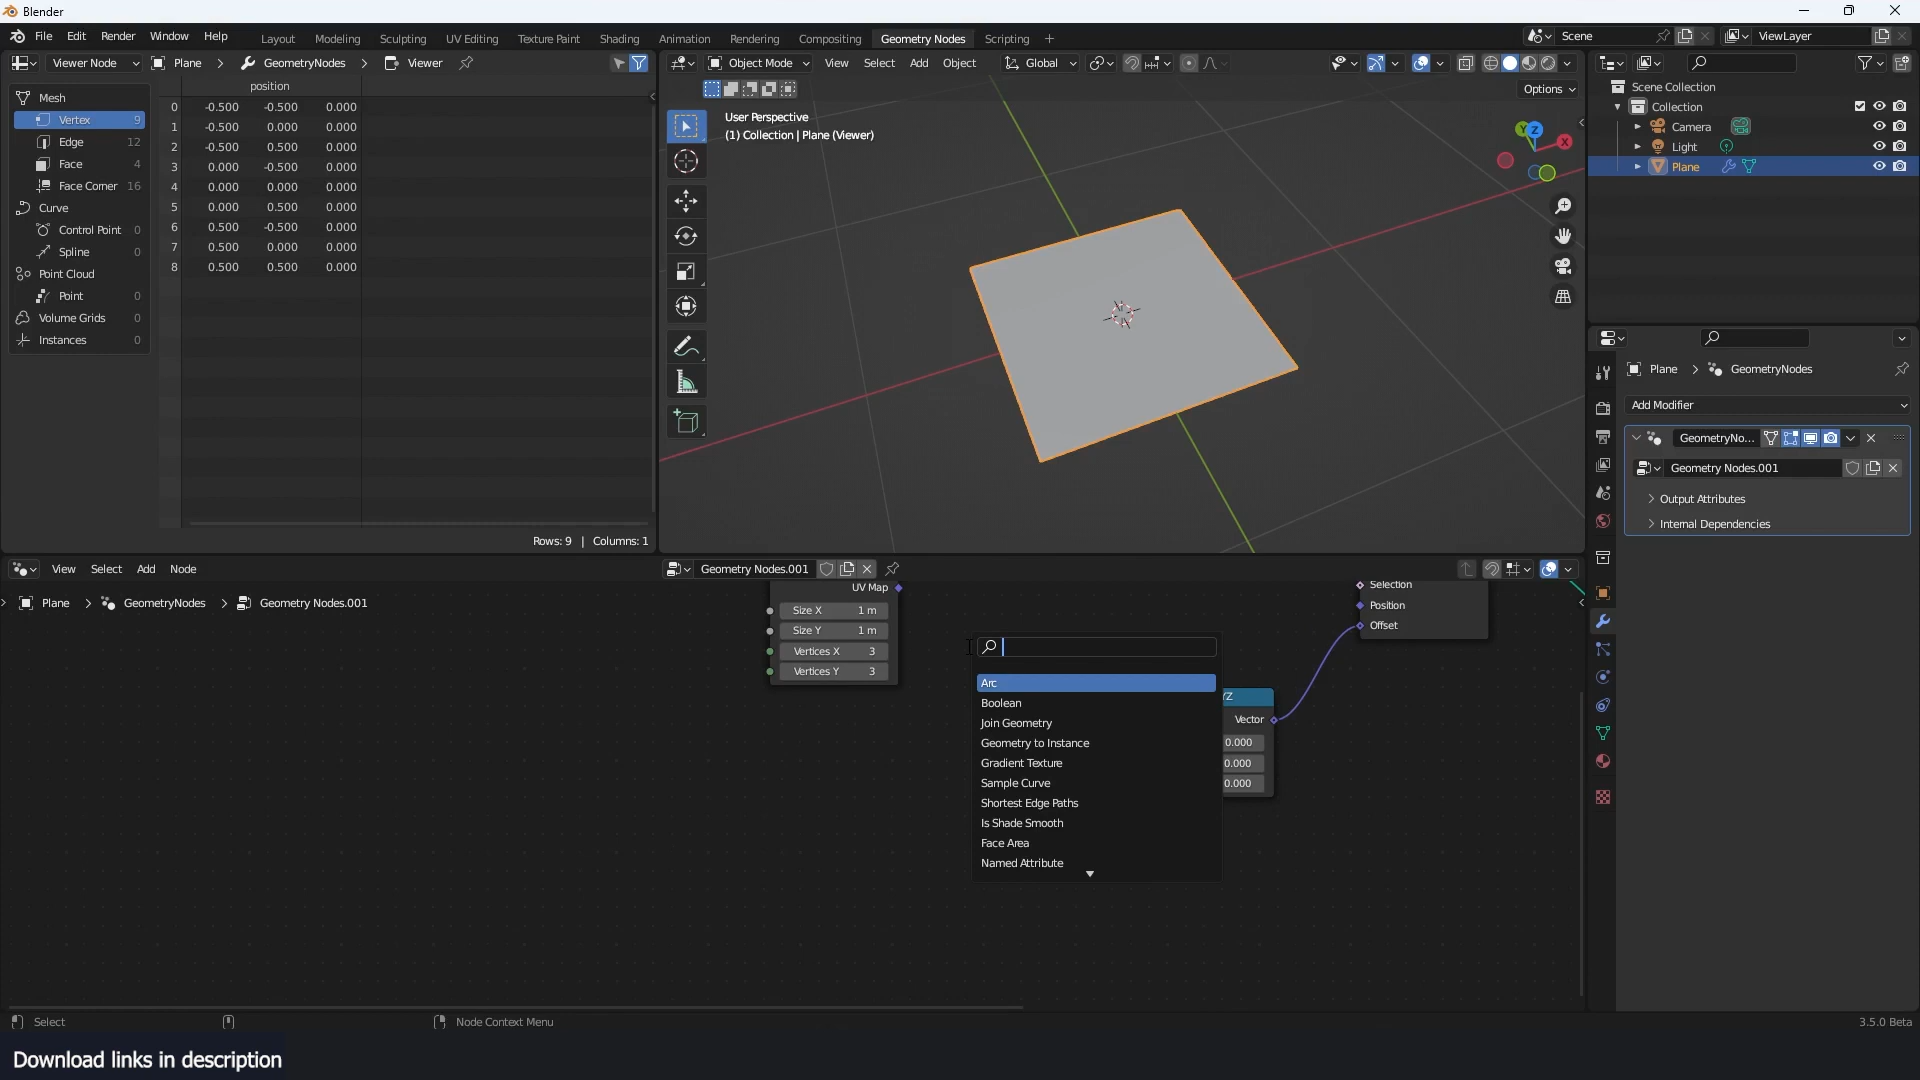 Blender
File Edit Render Window Help Layout Modeling Sculpting UV Editing Texture Paint Shading Animation Rendering Compositing Geometry Nodes Scripting + Scene ViewLayer
Viewer Node Plane > GeometryNodes > Viewer
Object Mode View Select Add Object Global
Options
position
Mesh
Vertex 9
Edge 12
Face 4
Face Corner 16
Curve
Control Point 0
Spline 0
Point Cloud
Point 0
Volume Grids 0
Instances 0
0 -0.500 -0.500 0.000
1 -0.500 0.000 0.000
2 -0.500 0.500 0.000
3 0.000 -0.500 0.000
4 0.000 0.000 0.000
5 0.000 0.500 0.000
6 0.500 -0.500 0.000
7 0.500 0.000 0.000
8 0.500 0.500 0.000
Rows: 9 | Columns: 1
User Perspective
(1) Collection | Plane (Viewer)
Y Z X
Scene Collection
Collection
Camera
Light
Plane
Plane > GeometryNodes
Add Modifier
GeometryNo...
Geometry Nodes.001
Output Attributes
Internal Dependencies
View Select Add Node Geometry Nodes.001
Plane > GeometryNodes > Geometry Nodes.001
UV Map
Size X 1 m
Size Y 1 m
Vertices X 3
Vertices Y 3
Arc
Boolean
Join Geometry
Geometry to Instance
Gradient Texture
Sample Curve
Shortest Edge Paths
Is Shade Smooth
Face Area
Named Attribute
YZ
Vector
0.000
0.000
0.000
Selection
Position
Offset
Select Node Context Menu 3.5.0 Beta
Download links in description